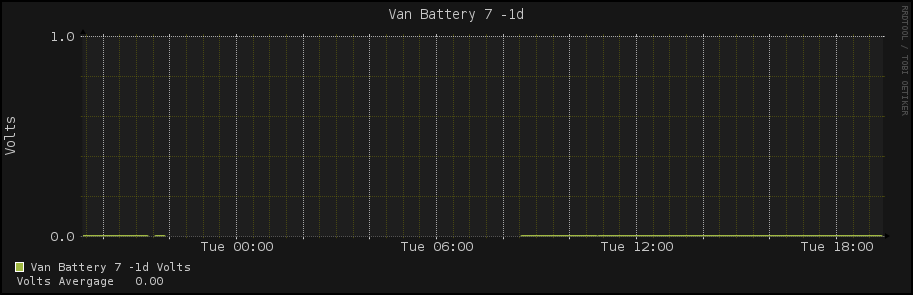 Van Battery 7 -1d
RRDTOOL / TOBI OETIKER
1.0
Volts
0.0
Tue 00:00 Tue 06:00 Tue 12:00 Tue 18:00
Van Battery 7 -1d Volts
Volts Avergage 0.00